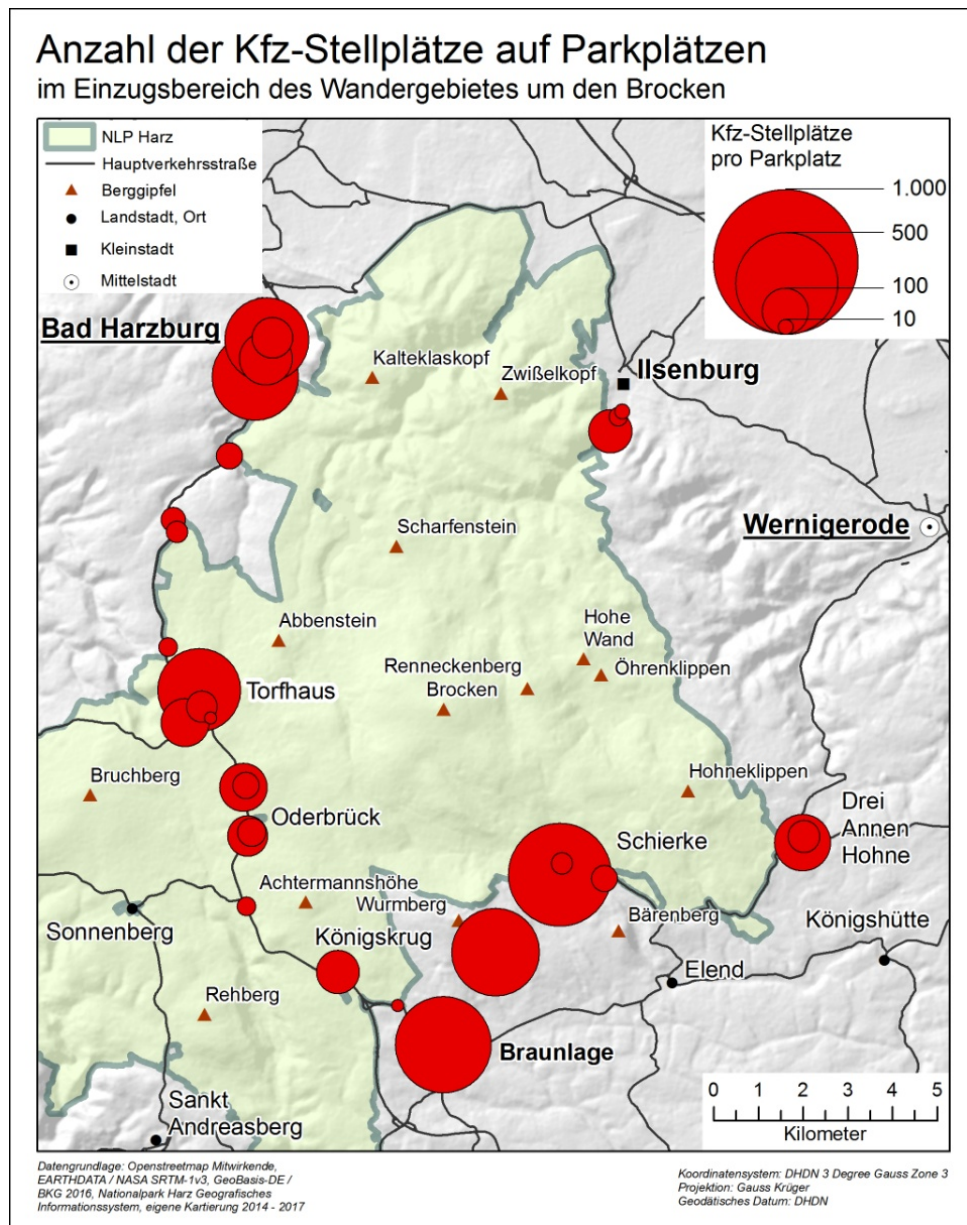 Anzahl der Kfz-Stellplätze auf Parkplätzen
im Einzugsbereich des Wandergebietes um den Brocken
NLP Harz
Hauptverkehrsstraße
Berggipfel
Landstadt, Ort
Kleinstadt
Mittelstadt
Kfz-Stellplätze
pro Parkplatz
1.000
500
100
10
Bad Harzburg
Kalteklaskopf
Zwißelkopf
Ilsenburg
Scharfenstein
Wernigerode
Abbenstein
Hohe
Wand
Renneckenberg
Öhrenklippen
Brocken
Torfhaus
Bruchberg
Hohneklippen
Oderbrück
Drei
Annen
Hohne
Schierke
Achtermannshöhe
Wurmberg
Sonnenberg
Bärenberg
Königshütte
Königskrug
Elend
Rehberg
Braunlage
Sankt
Andreasberg
0 1 2 3 4 5
Kilometer
Datengrundlage: Openstreetmap Mitwirkende,
EARTHDATA / NASA SRTM-1v3, GeoBasis-DE /
BKG 2016, Nationalpark Harz Geografisches
Informationssystem, eigene Kartierung 2014 - 2017
Koordinatensystem: DHDN 3 Degree Gauss Zone 3
Projektion: Gauss Krüger
Geodätisches Datum: DHDN